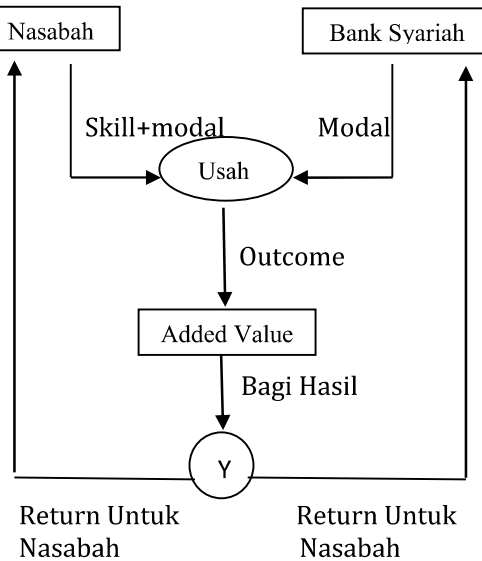 Nasabah
Bank Syariah
Skill+modal
Modal
Usah
Outcome
Added Value
Bagi Hasil
Y
Return Untuk
Nasabah
Return Untuk
Nasabah